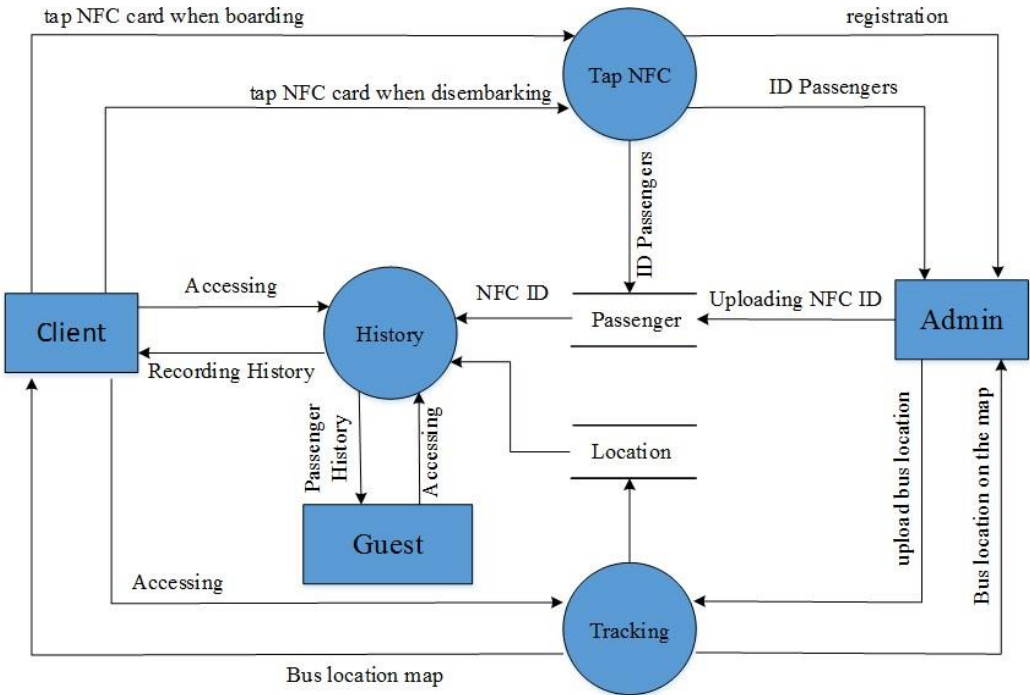 tap NFC card when boarding
registration
Tap NFC
tap NFC card when disembarking
ID Passengers
ID Passengers
Accessing
NFC ID
Uploading NFC ID
Client
History
Passenger
Admin
Recording History
Passenger
History
Accessing
Location
upload bus location
Bus location on the map
Guest
Accessing
Tracking
Bus location map